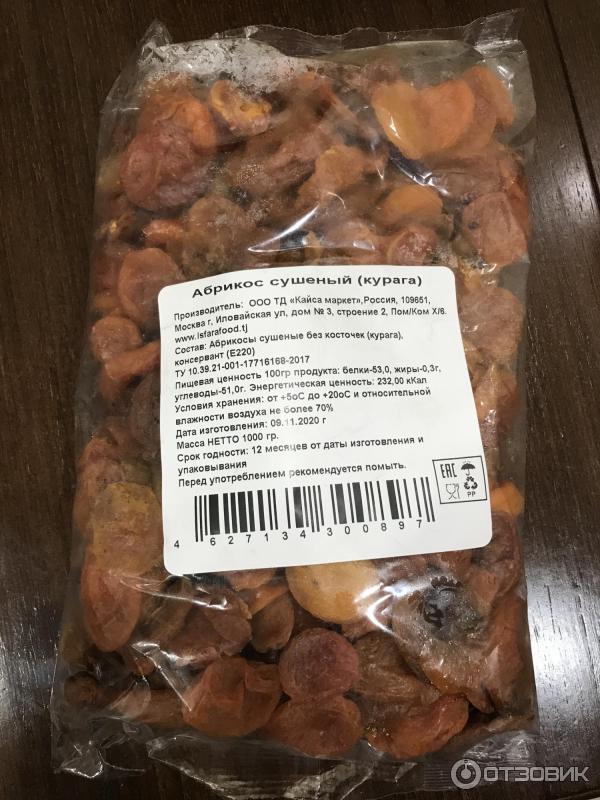 Абрикос сушеный (курага)
Производитель: ООО ТД «Кайса маркет»,Россия, 109651,
Москва г, Иловайская ул, дом № 3, строение 2, Пом/Ком X/6.
www.isfarafood.tj
Состав: Абрикосы сушеные без косточек (курага),
консервант (Е220)
ТУ 10.39.21-001-17716168-2017
Пищевая ценность 100гр продукта: белки-53,0, жиры-0,3г,
углеводы-51,0г. Энергетическая ценность: 232,00 кКал
Условия хранения: от +5оС до +20оС и относительной
влажности воздуха не более 70%
Дата изготовления: 09.11.2020 г
Масса НЕТТО 1000 гр.
Срок годности: 12 месяцев от даты изготовления и
упаковывания
Перед употреблением рекомендуется помыть.
EAC
PP
4 627134 300897
ОТЗОВИК